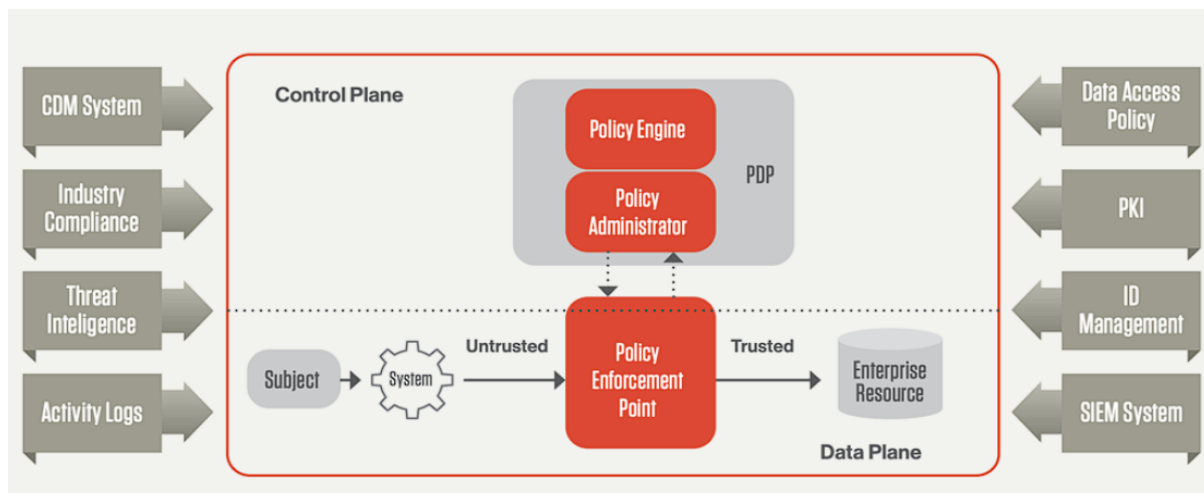 CDM System
Industry
Compliance
Threat
Inteligence
Activity Logs
Control Plane
Policy Engine
Policy
Administrator
PDP
Subject
System
Untrusted
Policy
Enforcement
Point
Trusted
Enterprise
Resource
Data Plane
Data Access
Policy
PKI
ID
Management
SIEM System